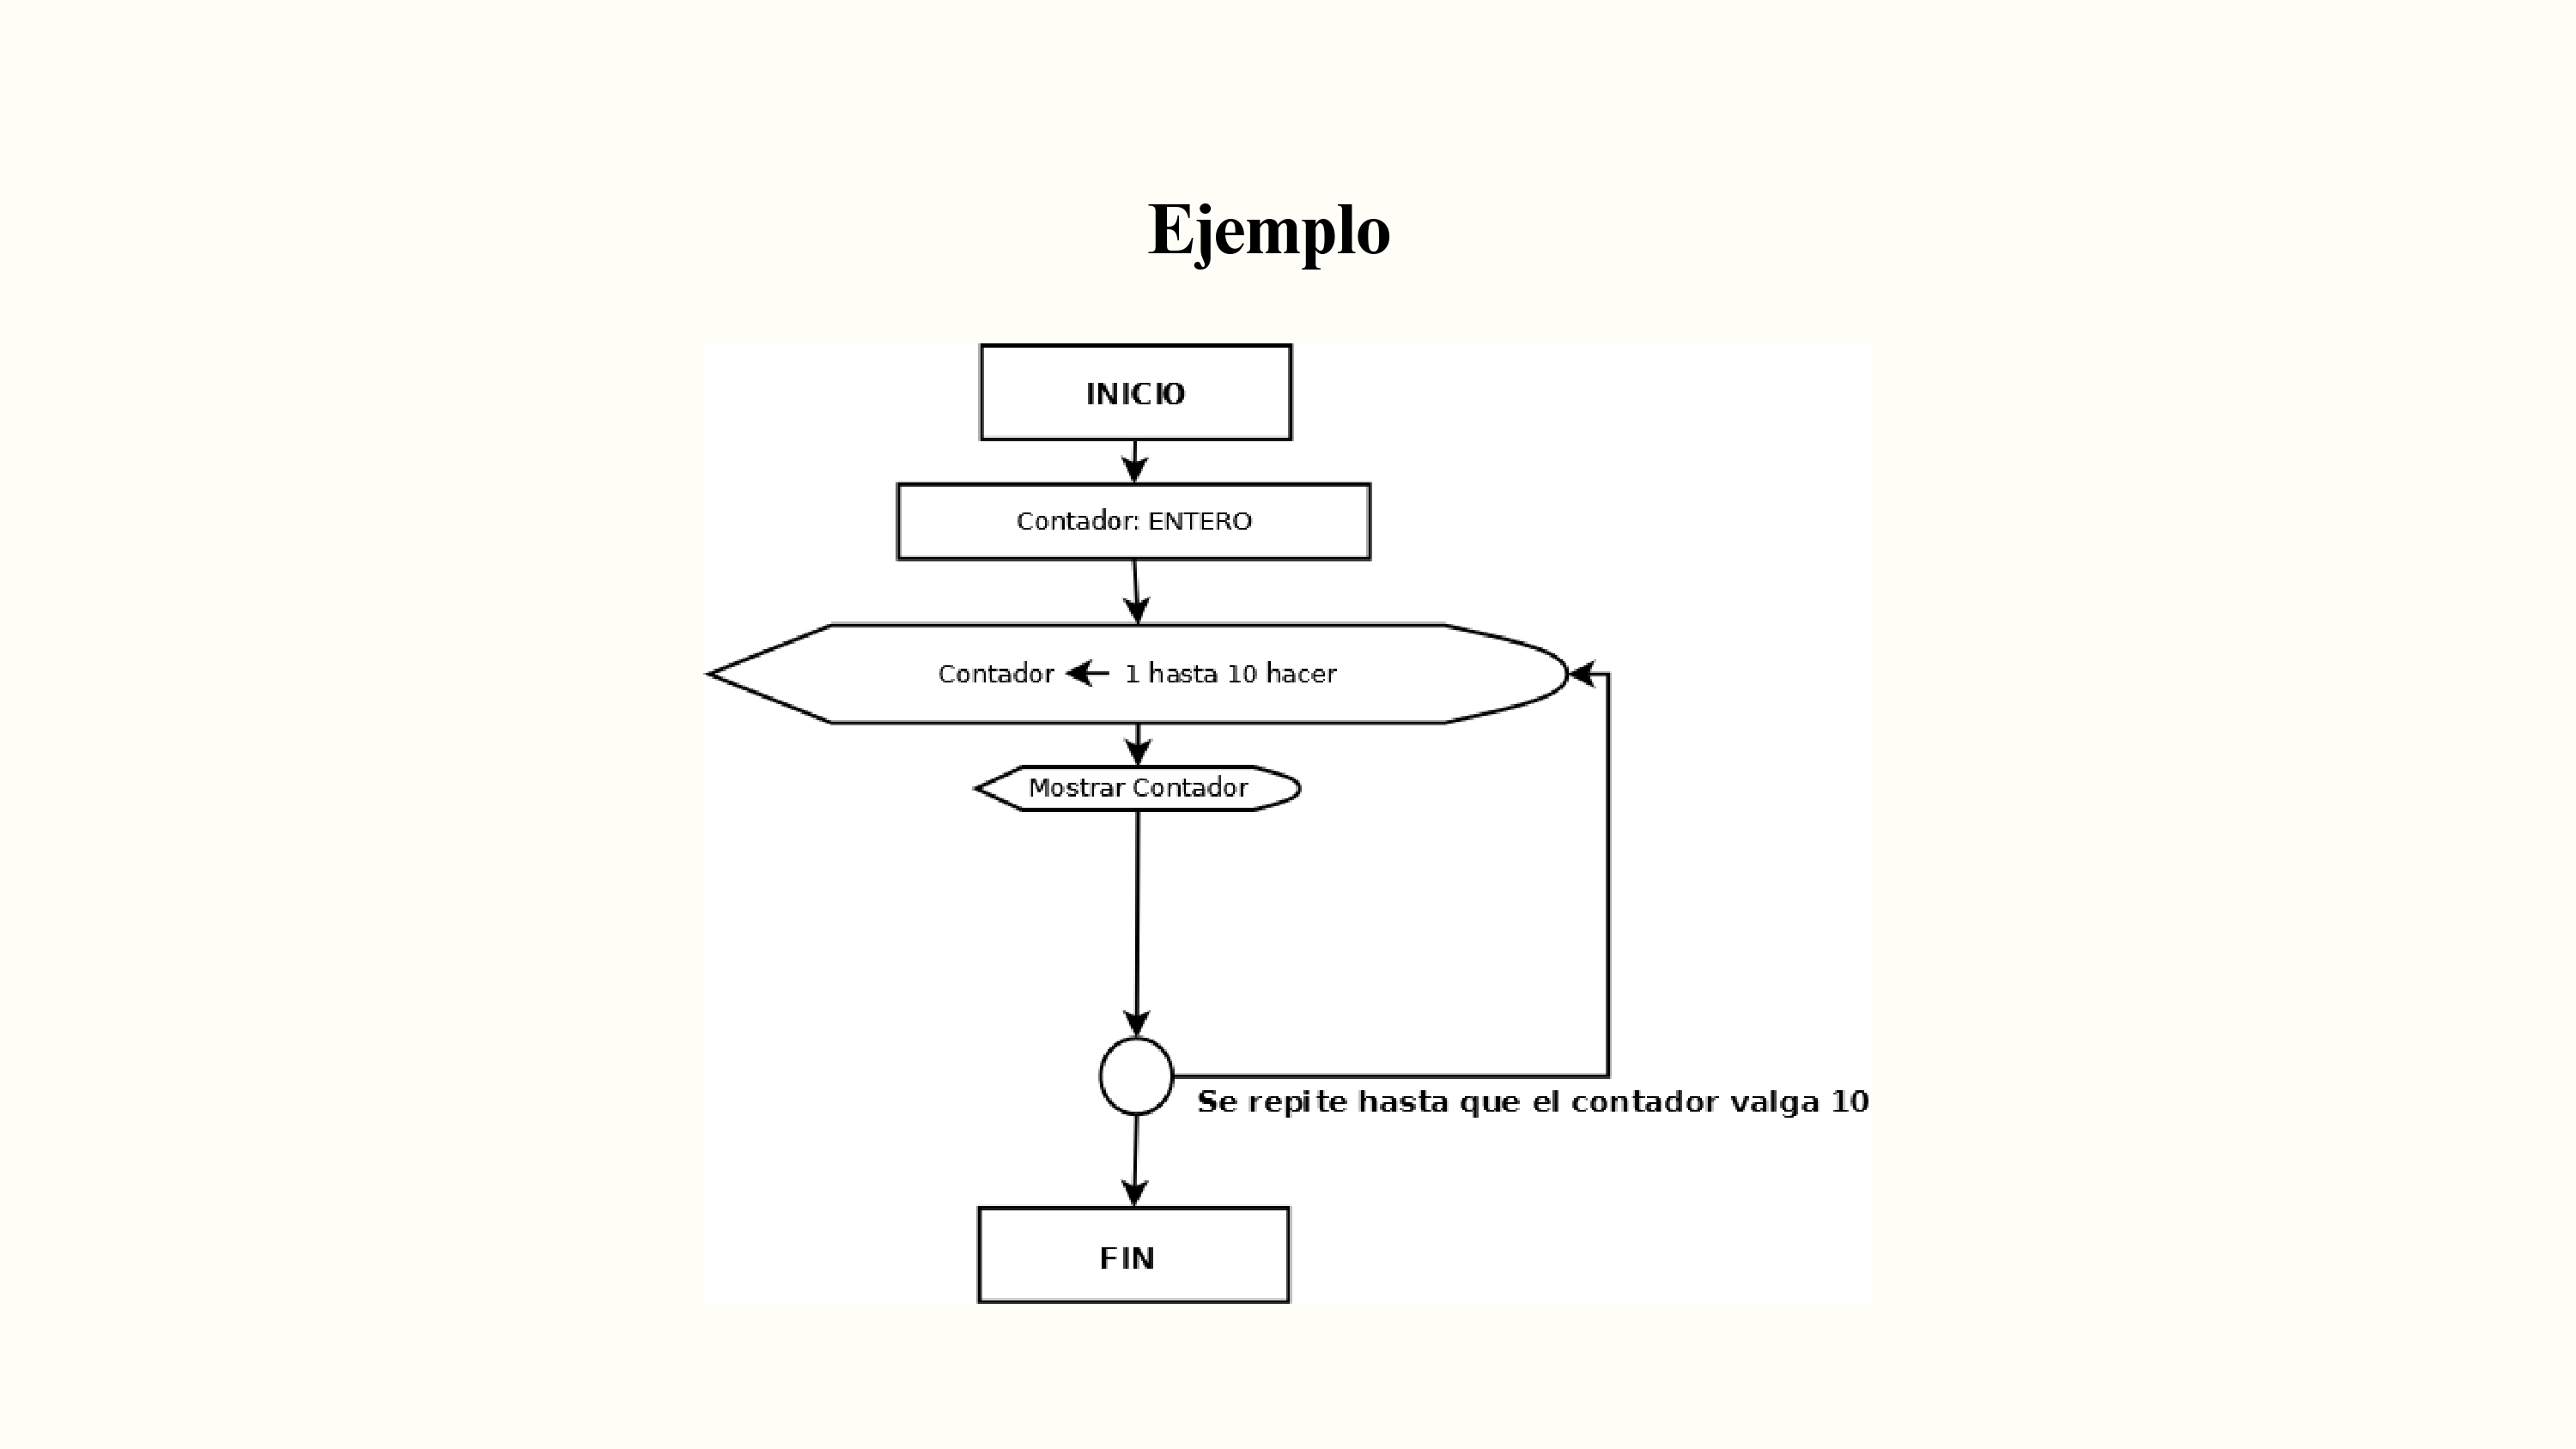 Ejemplo
INICIO
Contador: ENTERO
Contador ← 1 hasta 10 hacer
Mostrar Contador
Se repite hasta que el contador valga 10
FIN